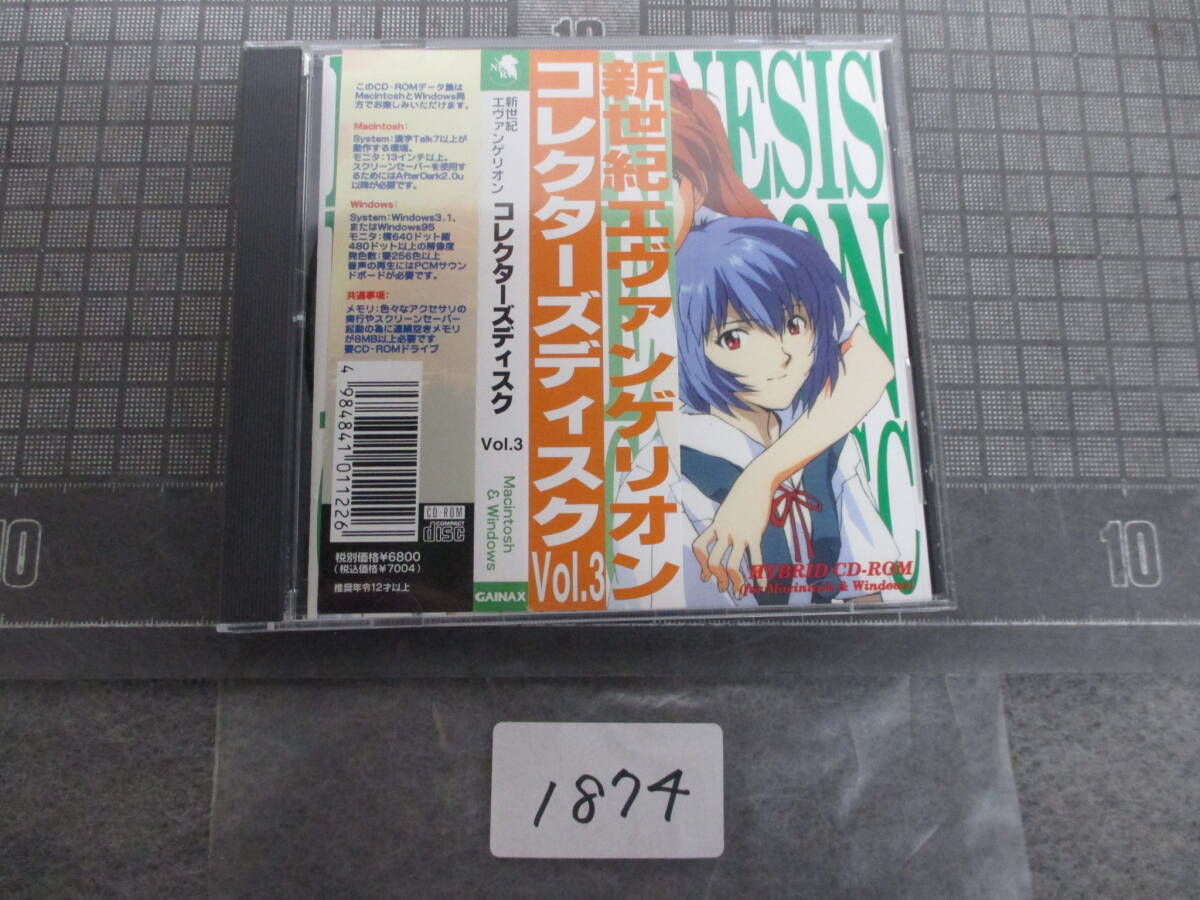 10
このCD-ROMデータ集は
MacintoshとWindows両
方でお楽しみいただけます。
Macintosh:
System:漢字Talk7以上が
動作する環境。
モニタ:13インチ以上。
スクリーンセーバーを使用す
るためにはAfterDark2.0u
以降が必要です。
Windows:
System:Windows3.1、
またはWindows95
モニタ:横640ドット縦
480ドット以上の解像度
発色数:要256色以上
音声の再生にはPCMサウン
ドボードが必要です。
共通事項:
メモリ:色々なアクセサリの
実行やスクリーンセーバー
起動の為に連続空きメモリ
が8MB以上必要です
要CD-ROMドライブ
4984841011226
CD-ROM
COMPACT
disc
税別価格¥6800
(税込価格¥7004)
推奨年令12才以上
新世紀
エヴァンゲリオン
コレクターズディスク
Vol.3
Macintosh
& Windows
GAINAX
コレクターズディスク
Vol.3
新世紀エヴァンゲリオン
NESIS
ON
HYBRID CD-ROM
(for Macintosh & Windows)
10
10
1874